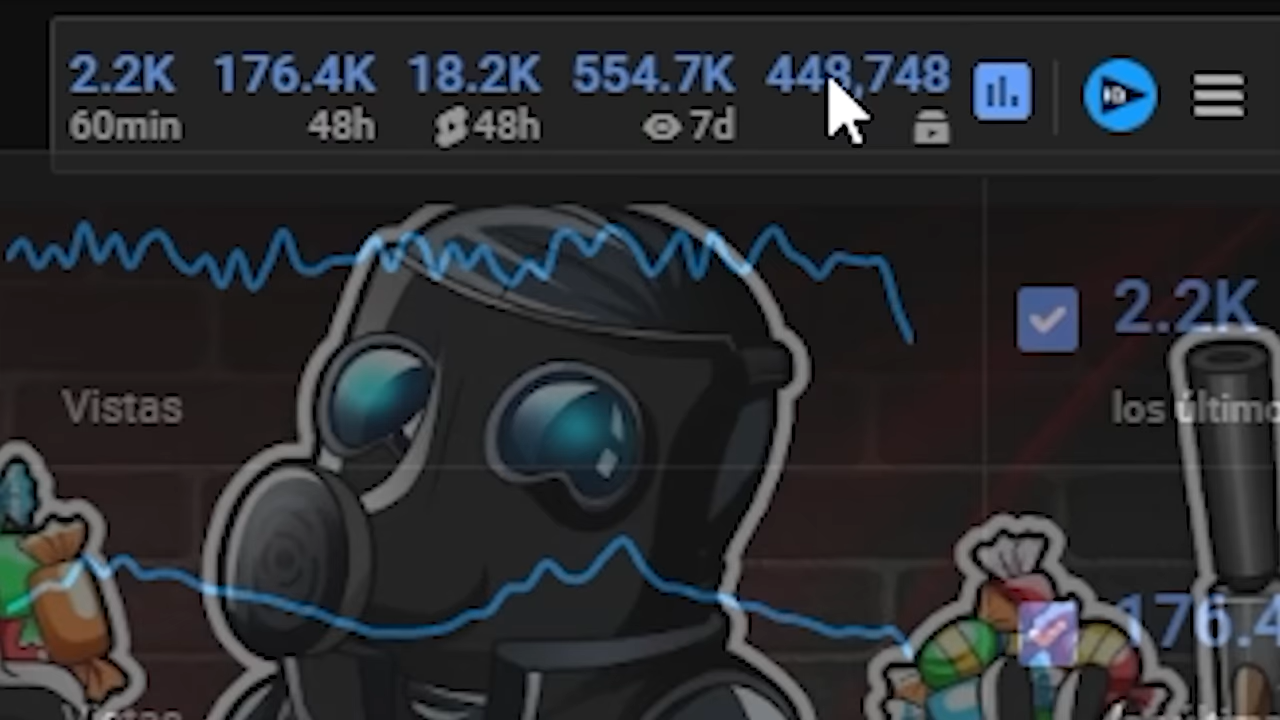 2.2K 176.4K 18.2K 554.7K 448,748
60min 48h 48h 7d
2.2K
Vistas
los último
176.4
Vistas